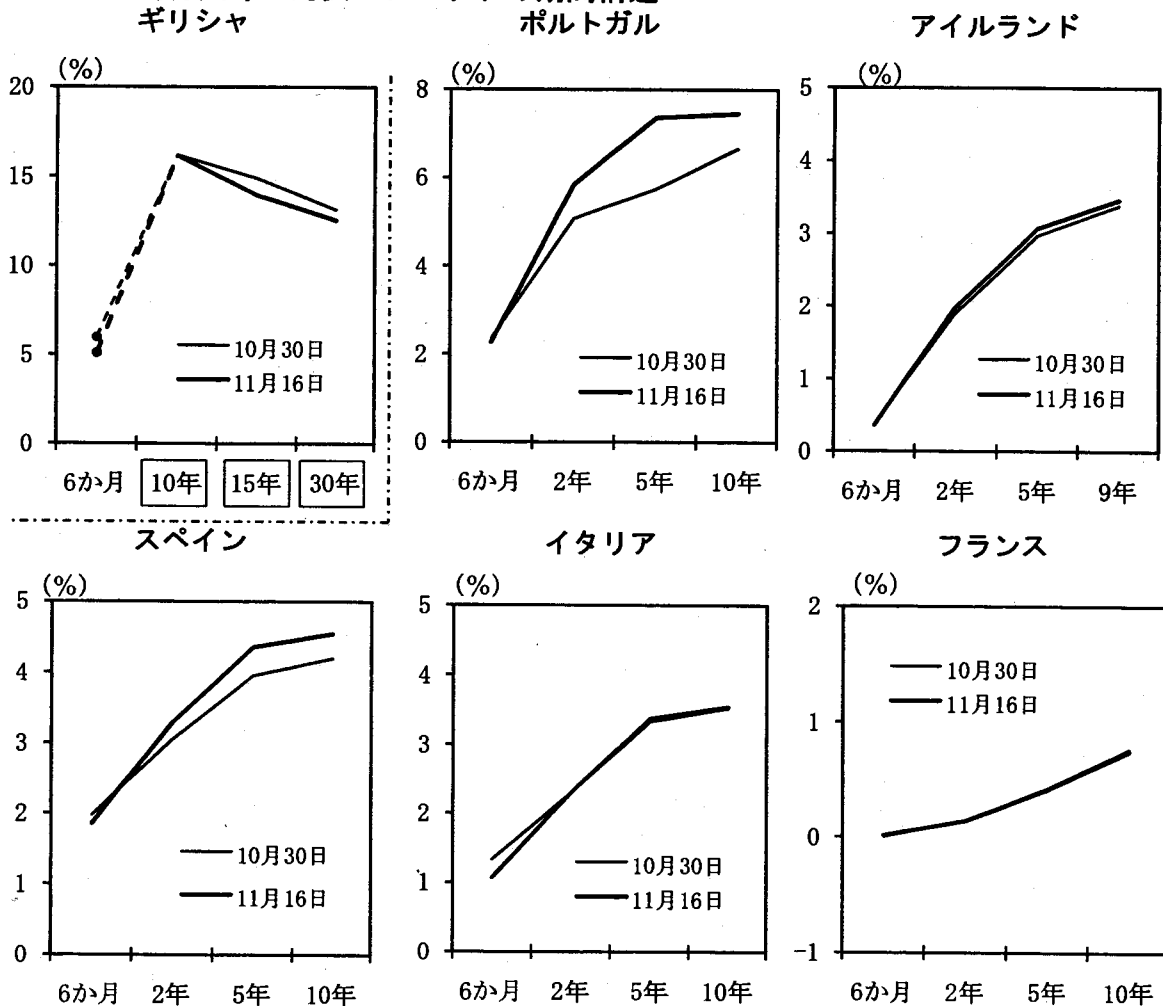 ギリシャ
(%)
20
15
10
5
0
10月30日
11月16日
6か月 10年 15年 30年
ポルトガル
(%)
8
6
4
2
0
10月30日
11月16日
6か月 2年 5年 10年
アイルランド
(%)
5
4
3
2
1
0
10月30日
11月16日
6か月 2年 5年 9年
スペイン
(%)
5
4
3
2
1
0
10月30日
11月16日
6か月 2年 5年 10年
イタリア
(%)
5
4
3
2
1
0
10月30日
11月16日
6か月 2年 5年 10年
フランス
(%)
2
1
0
-1
10月30日
11月16日
6か月 2年 5年 10年